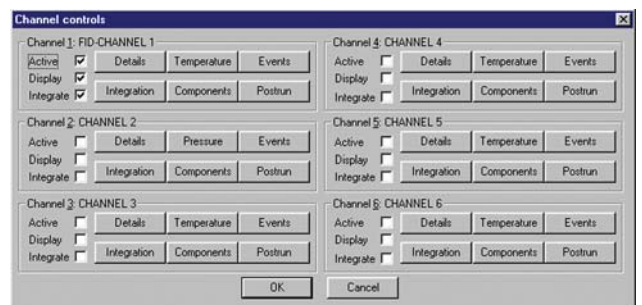 Channel controls
Channel 1: FID-CHANNEL 1
Active Details Temperature Events
Display
Integrate Integration Components Postrun
Channel 2: CHANNEL 2
Active Details Pressure Events
Display
Integrate Integration Components Postrun
Channel 3: CHANNEL 3
Active Details Temperature Events
Display
Integrate Integration Components Postrun
Channel 4: CHANNEL 4
Active Details Temperature Events
Display
Integrate Integration Components Postrun
Channel 5: CHANNEL 5
Active Details Temperature Events
Display
Integrate Integration Components Postrun
Channel 6: CHANNEL 6
Active Details Temperature Events
Display
Integrate Integration Components Postrun
OK Cancel